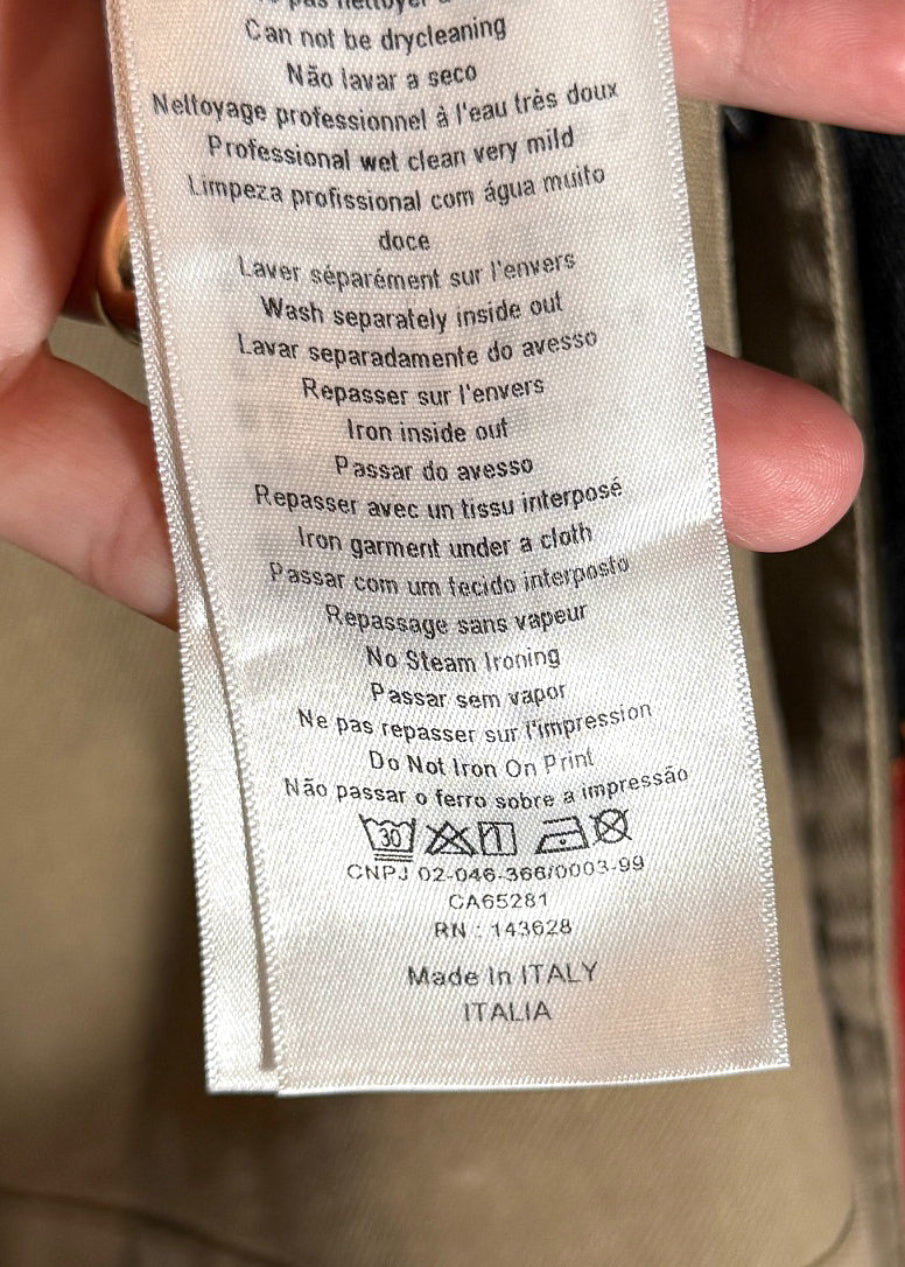 pas nettoyer à
Can not be drycleaning
Não lavar a seco
Nettoyage professionnel à l'eau très doux
Professional wet clean very mild
Limpeza profissional com água muito
doce
Laver séparément sur l'envers
Wash separately inside out
Lavar separadamente do avesso
Repasser sur l'envers
Iron inside out
Passar do avesso
Repasser avec un tissu interposé
Iron garment under a cloth
Passar com um tecido interposto
Repassage sans vapeur
No Steam Ironing
Passar sem vapor
Ne pas repasser sur l'impression
Do Not Iron On Print
Não passar o ferro sobre a impressão
30
CNPJ 02-046-366/0003-99
CA65281
RN : 143628
Made In ITALY
ITALIA